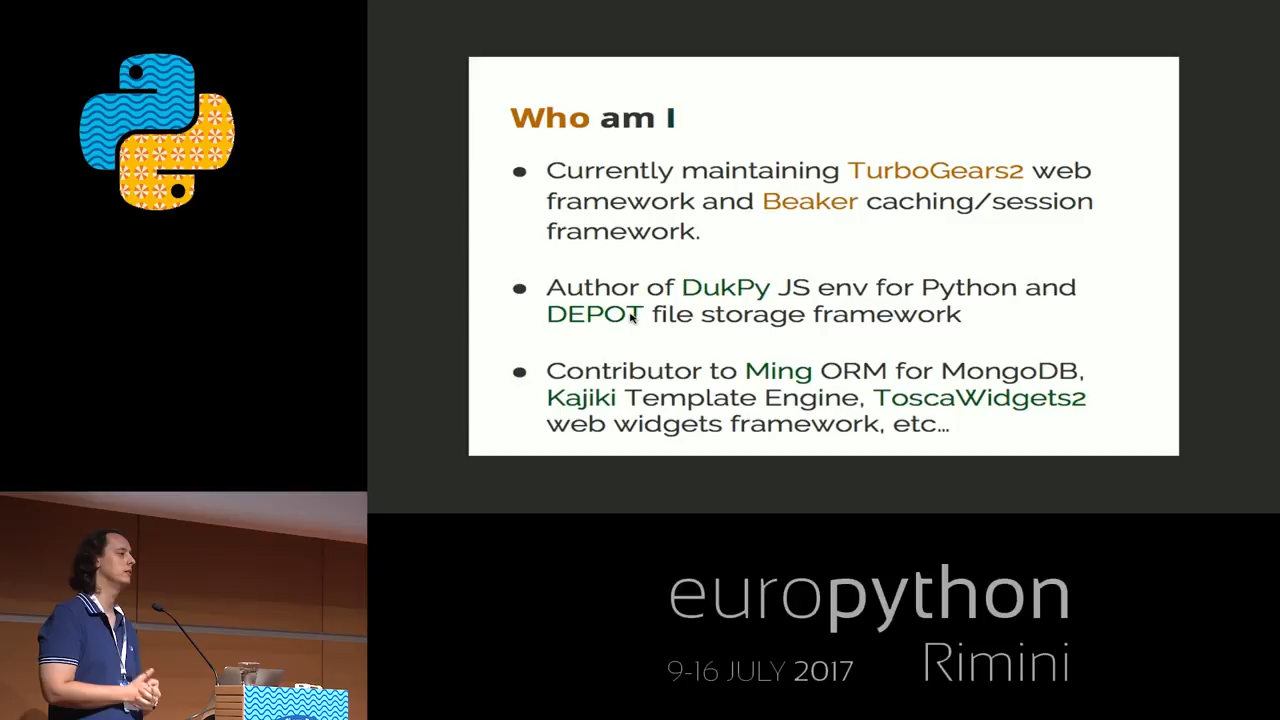 Who am I
● Currently maintaining TurboGears2 web
framework and Beaker caching/session
framework.
● Author of DukPy JS env for Python and
DEPOT file storage framework
● Contributor to Ming ORM for MongoDB,
Kajiki Template Engine, ToscaWidgets2
web widgets framework, etc…
europython
9-16 JULY 2017 Rimini